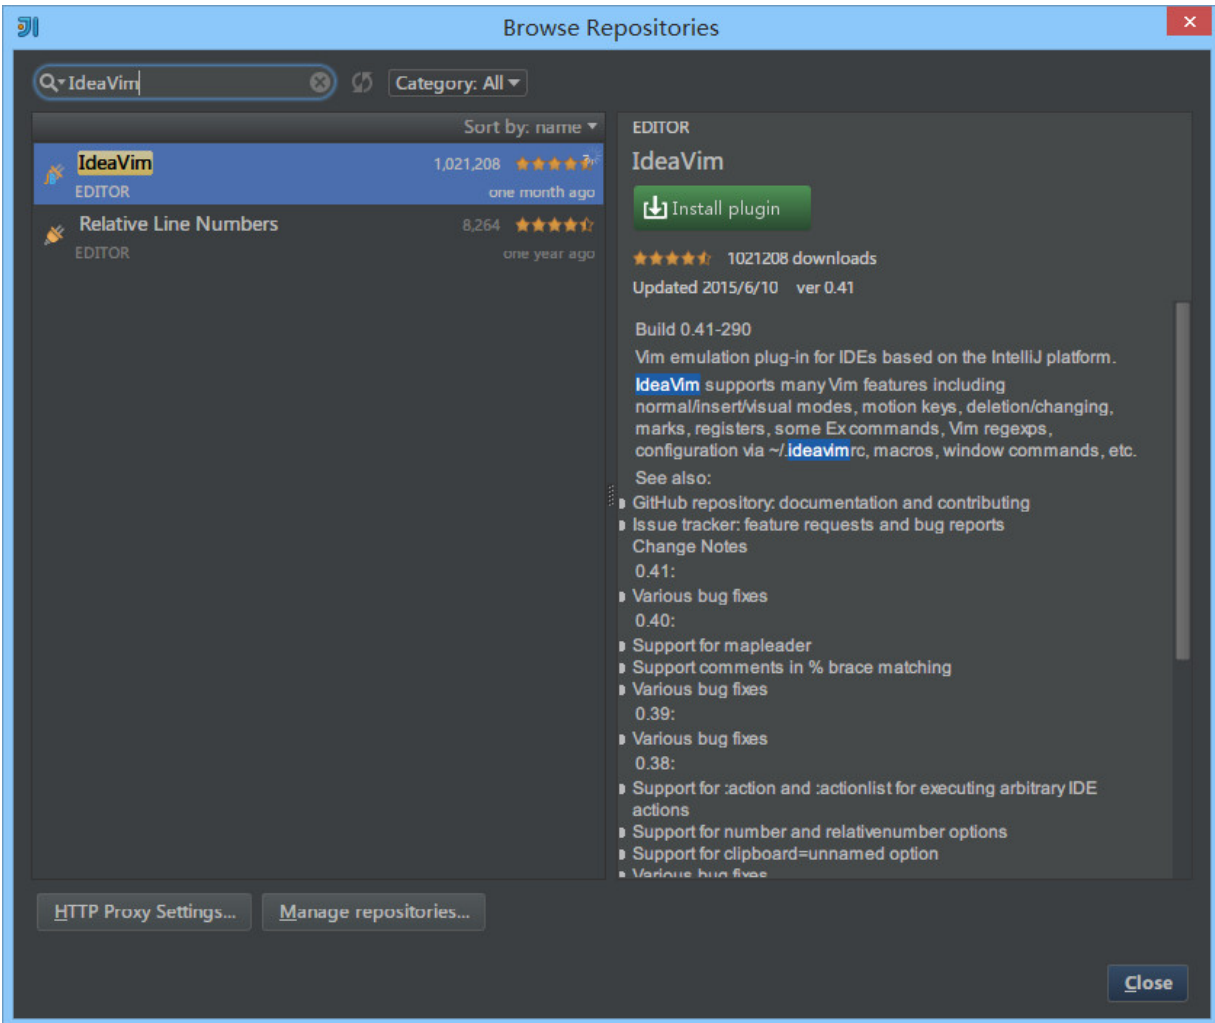 Browse Repositories
IdeaVim
Category: All
Sort by: name
IdeaVim
1,021,208
EDITOR
one month ago
Relative Line Numbers
8,264
EDITOR
one year ago
EDITOR
IdeaVim
Install plugin
1021208 downloads
Updated 2015/6/10 ver 0.41
Build 0.41-290
Vim emulation plug-in for IDEs based on the IntelliJ platform.
IdeaVim supports many Vim features including
normal/insert/visual modes, motion keys, deletion/changing,
marks, registers, some Ex commands, Vim regexps,
configuration via ~/.ideavimrc, macros, window commands, etc.
See also:
GitHub repository: documentation and contributing
Issue tracker: feature requests and bug reports
Change Notes
0.41:
Various bug fixes
0.40:
Support for mapleader
Support comments in % brace matching
Various bug fixes
0.39:
Various bug fixes
0.38:
Support for :action and :actionlist for executing arbitrary IDE
actions
Support for number and relativenumber options
Support for clipboard=unnamed option
Various bug fixes
HTTP Proxy Settings...
Manage repositories...
Close